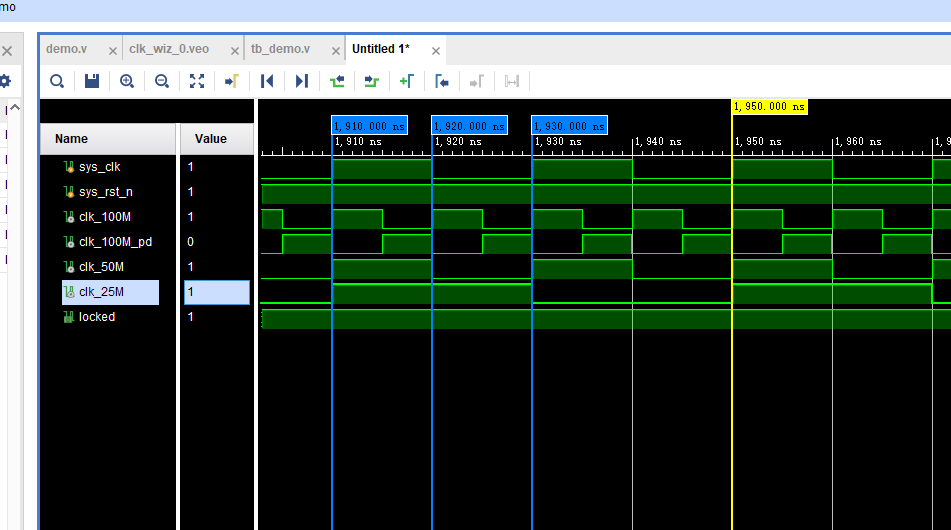 mo
demo.v
clk_wiz_0.veo
tb_demo.v
Untitled 1*
1,950.000 ns
1,910.000 ns
1,920.000 ns
1,930.000 ns
1,910 ns
1,920 ns
1,930 ns
1,940 ns
1,950 ns
1,960 ns
1,9
Name Value
sys_clk 1
sys_rst_n 1
clk_100M 1
clk_100M_pd 0
clk_50M 1
clk_25M 1
locked 1